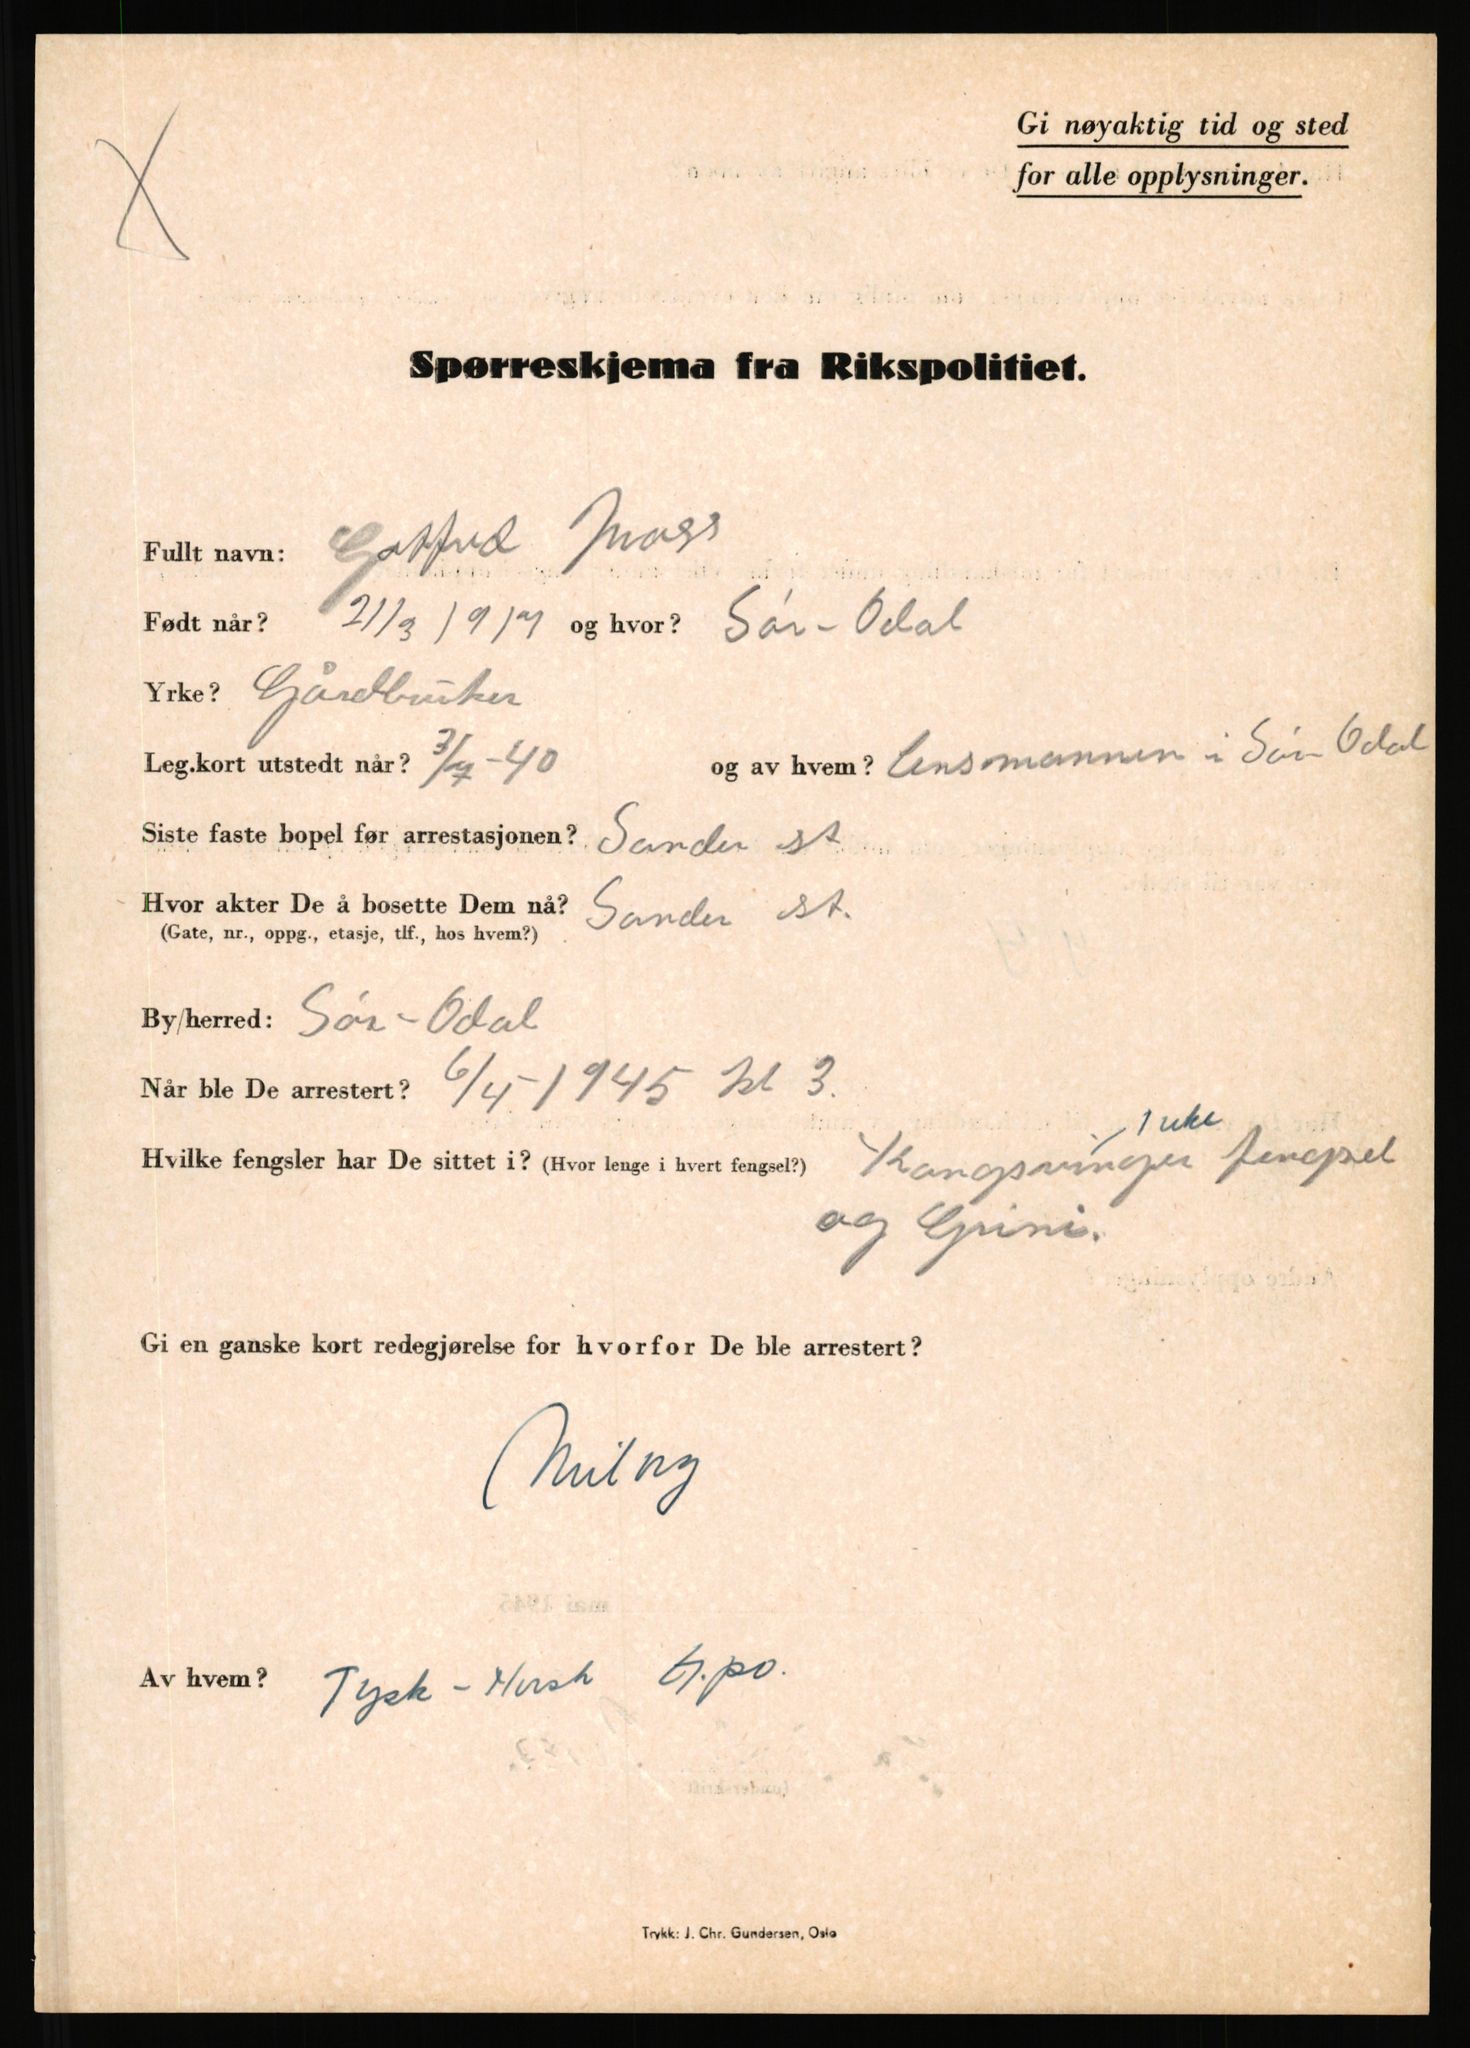 Gi nøyaktig tid og sted
for alle opplysninger.
Spørreskjema fra Rikspolitiet.
Fullt navn: Gotfred Moss
Født når? 21/3 1917 og hvor? Sør-Odal
Yrke? Gårdbruker
Leg.kort utstedt når? 3/7-40 og av hvem? Lensmannen i Sør Odal
Siste faste bopel før arrestasjonen? Sander st
Hvor akter De å bosette Dem nå? Sander st.
(Gate, nr., oppg., etasje, tlf., hos hvem?)
By/herred: Sør-Odal
Når ble De arrestert? 6/4-1945 kl 3.
1 uke
Hvilke fengsler har De sittet i? (Hvor lenge i hvert fengsel?) Kongsvinger fengsel
og Grini.
Gi en ganske kort redegjørelse for hvorfor De ble arrestert?
Milorg
Av hvem? Tysk - Norsk G.po.
Trykk: J. Chr. Gundersen, Oslo